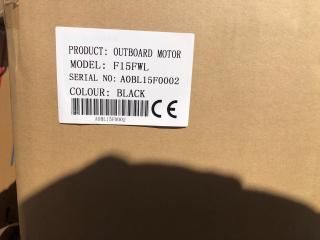 PRODUCT: OUTBOARD MOTOR
MODEL: F15FWL
SERIAL NO: A0BL15F0002
COLOUR: BLACK
CE
A0BL15F0002